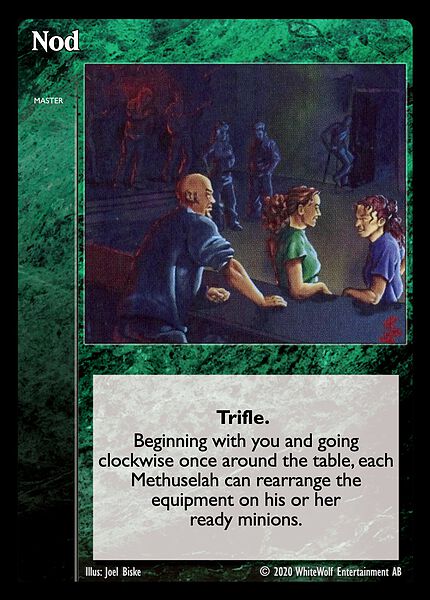 Nod
MASTER
Trifle.
Beginning with you and going
clockwise once around the table, each
Methuselah can rearrange the
equipment on his or her
ready minions.
Illus: Joel Biske
© 2020 WhiteWolf Entertainment AB